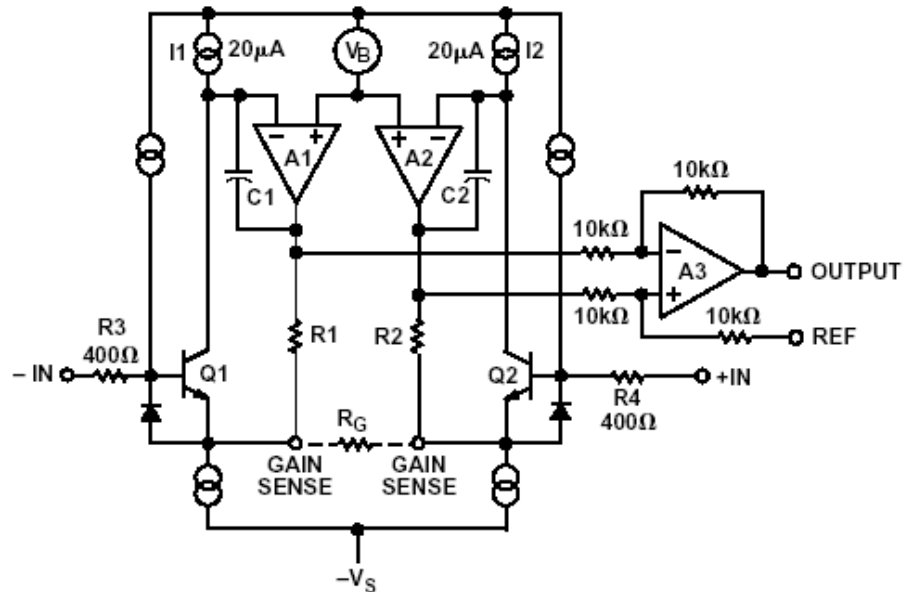 I1 20μA VB 20μA I2
A1 A2
C1 C2
10kΩ
10kΩ
A3
OUTPUT
10kΩ
10kΩ
REF
R3
400Ω
R1 R2
– IN
Q1 Q2
+IN
R4
400Ω
RG
GAIN SENSE
GAIN SENSE
–VS